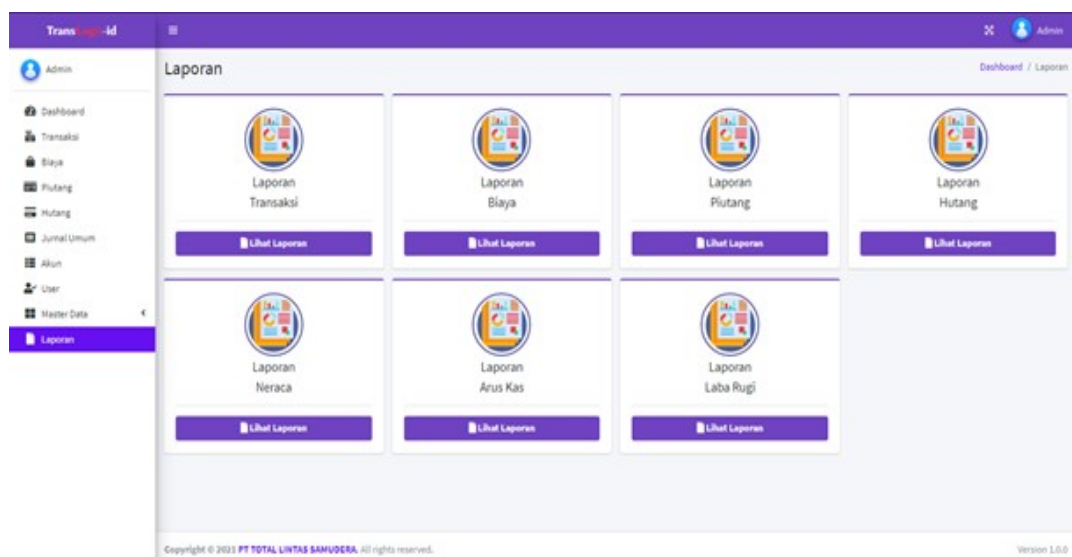 Trans -id
Admin
Admin
Dashboard
Transaksi
Biaya
Piutang
Hutang
Jurnal Umum
Akun
User
Master Data
Laporan
Laporan
Dashboard / Laporan
Laporan
Transaksi
Lihat Laporan
Laporan
Biaya
Lihat Laporan
Laporan
Piutang
Lihat Laporan
Laporan
Hutang
Lihat Laporan
Laporan
Neraca
Lihat Laporan
Laporan
Arus Kas
Lihat Laporan
Laporan
Laba Rugi
Lihat Laporan
Copyright © 2021 PT TOTAL LINTAS SAMUDERA. All rights reserved.
Version 1.0.0